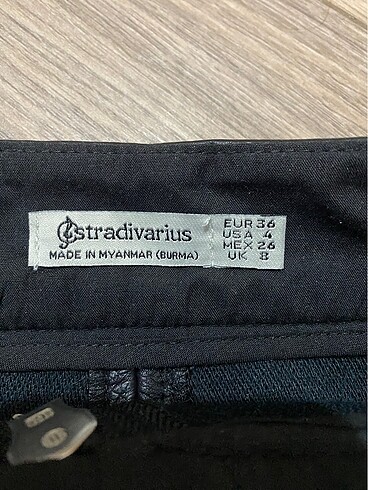 stradivarius
MADE IN MYANMAR (BURMA)
EUR 36
USA 4
MEX 26
UK 8